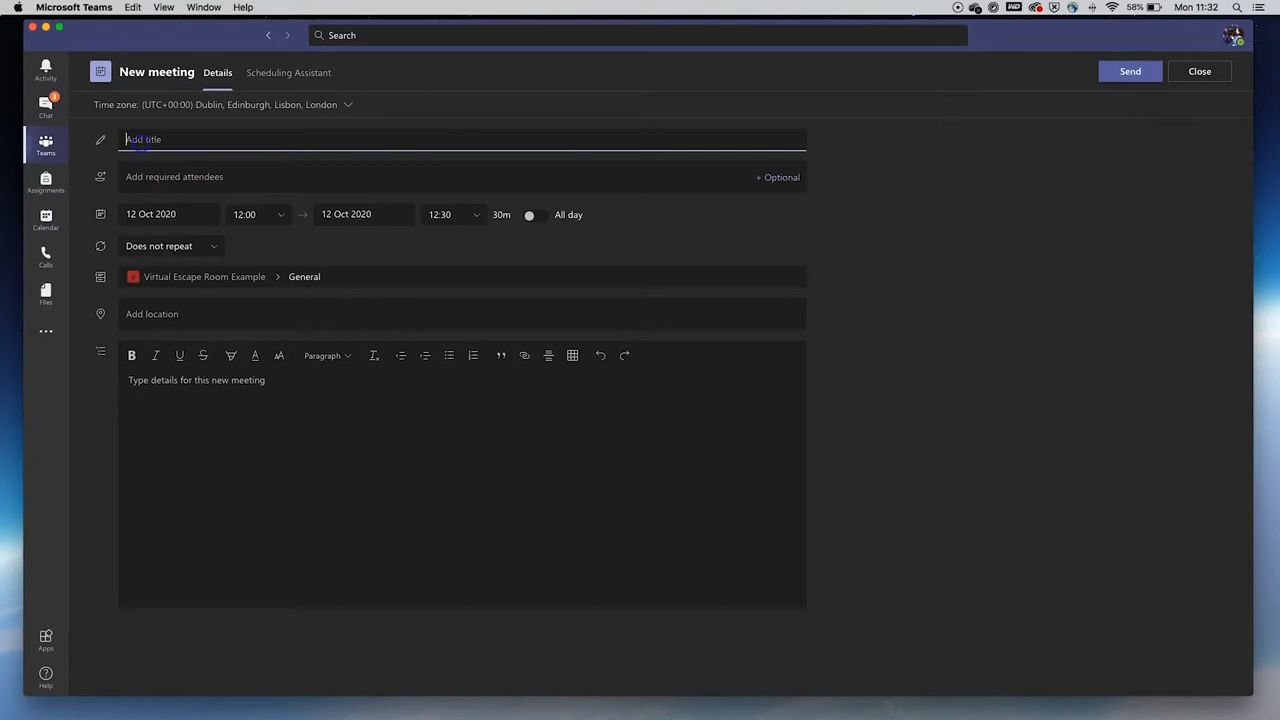 Microsoft Teams Edit View Window Help 58% Mon 11:32
Search
Activity
Chat 3
Teams
Assignments
Calendar
Calls
Files
Apps
Help
New meeting Details Scheduling Assistant Send Close
Time zone: (UTC+00:00) Dublin, Edinburgh, Lisbon, London
Add title
Add required attendees + Optional
12 Oct 2020 12:00 → 12 Oct 2020 12:30 30m All day
Does not repeat
Virtual Escape Room Example > General
Add location
B I U S A AA Paragraph
Type details for this new meeting